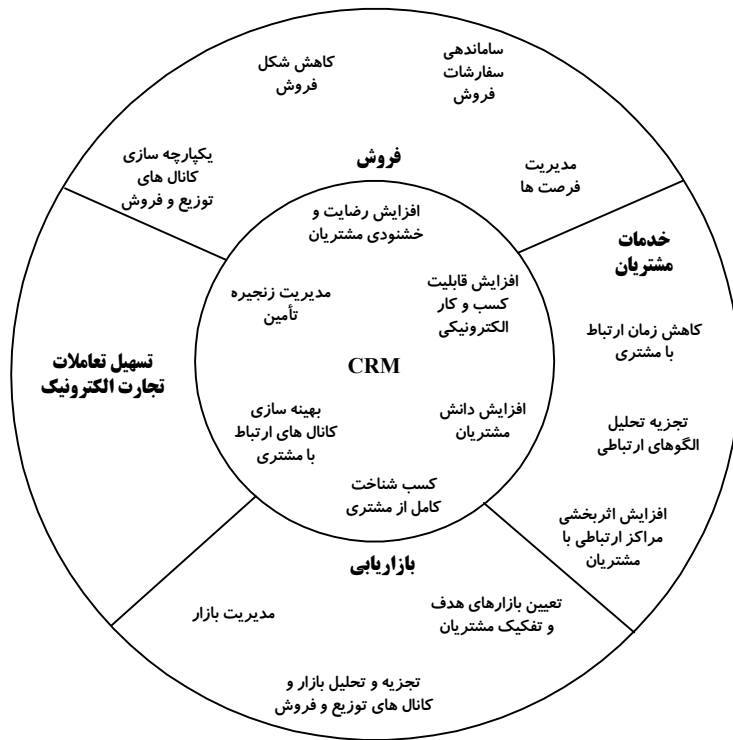 ساماندهی
سفارشات
فروش
کاهش شکل
فروش
فروش
مدیریت
فرصت ها
یکپارچه سازی
کانال های
توزیع و فروش
خدمات
مشتریان
کاهش زمان ارتباط
با مشتری
تجزیه تحلیل
الگوهای ارتباطی
افزایش اثربخشی
مراکز ارتباطی با
مشتریان
افزایش رضایت و
خشنودی مشتریان
افزایش قابلیت
کسب و کار
الکترونیکی
مدیریت زنجیره
تأمین
CRM
افزایش دانش
مشتریان
بهینه سازی
کانال های ارتباط
با مشتری
کسب شناخت
کامل از مشتری
تسهیل تعاملات
تجارت الکترونیک
بازاریابی
تعیین بازارهای هدف
و تفکیک مشتریان
مدیریت بازار
تجزیه و تحلیل بازار و
کانال های توزیع و فروش